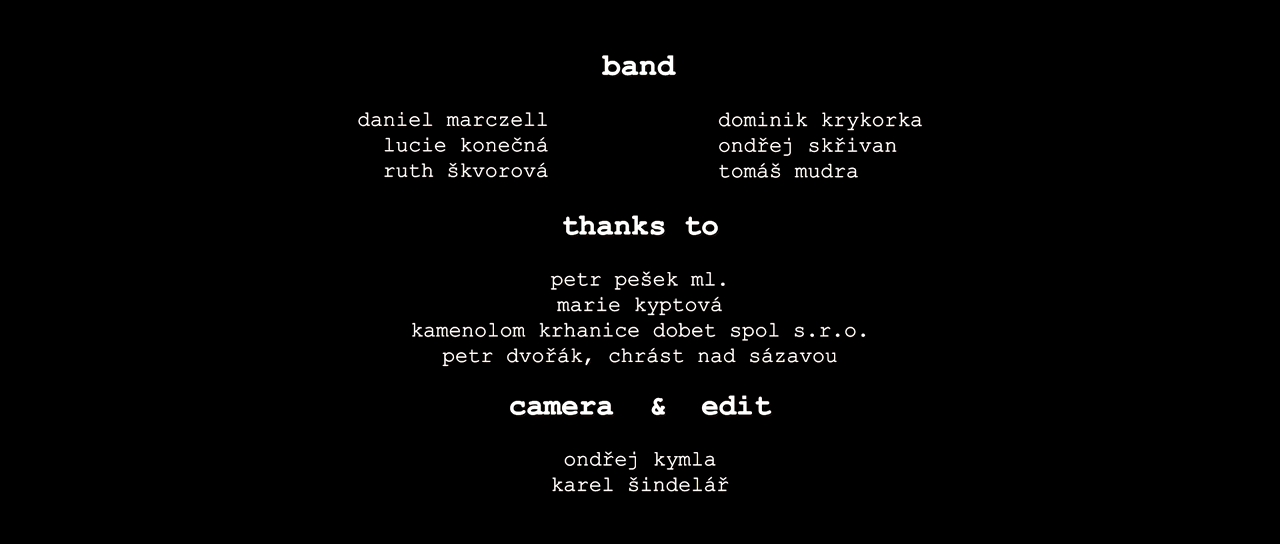 band
daniel marczell dominik krykorka
lucie konečná ondřej skřivan
ruth škvorová tomáš mudra
thanks to
petr pešek ml.
marie kyptová
kamenolom krhanice dobet spol s.r.o.
petr dvořák, chrást nad sázavou
camera & edit
ondřej kymla
karel šindelář